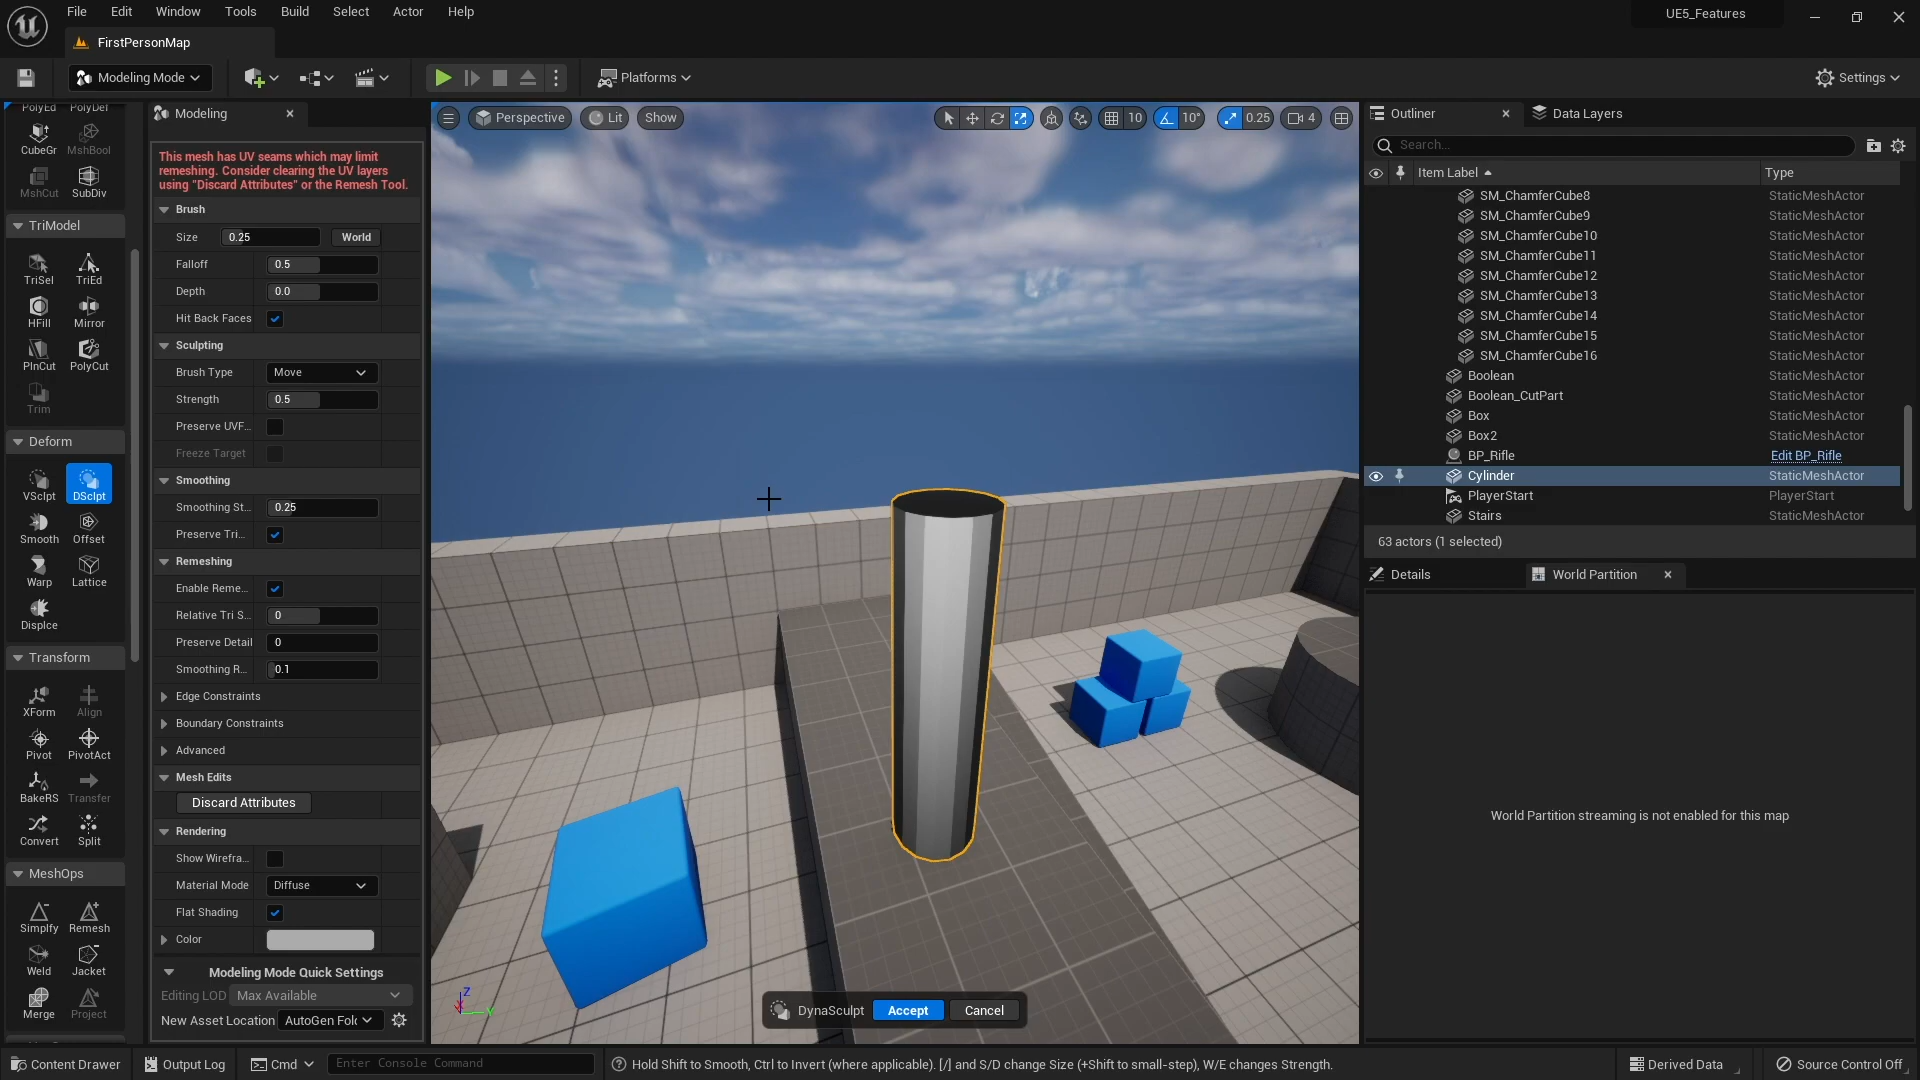 File Edit Window Tools Build Select Actor Help
UE5_Features
FirstPersonMap
Modeling Mode
Platforms
Settings
PolyEd PolyDef
CubeGr MshBool
MshCut SubDiv
TriModel
TriSel TriEd
HFill Mirror
PlnCut PolyCut
Trim
Deform
VSclpt DSclpt
Smooth Offset
Warp Lattice
Displce
Transform
XForm Align
Pivot PivotAct
BakeRS Transfer
Convert Split
MeshOps
Simplfy Remesh
Weld Jacket
Merge Project
Modeling
This mesh has UV seams which may limit
remeshing. Consider clearing the UV layers
using "Discard Attributes" or the Remesh Tool.
Brush
Size 0.25 World
Falloff 0.5
Depth 0.0
Hit Back Faces
Sculpting
Brush Type Move
Strength 0.5
Preserve UVF...
Freeze Target
Smoothing
Smoothing St... 0.25
Preserve Tri...
Remeshing
Enable Reme...
Relative Tri S... 0
Preserve Detail 0
Smoothing R... 0.1
Edge Constraints
Boundary Constraints
Advanced
Mesh Edits
Discard Attributes
Rendering
Show Wirefra...
Material Mode Diffuse
Flat Shading
Color
Modeling Mode Quick Settings
Editing LOD Max Available
New Asset Location AutoGen Fol
Perspective Lit Show
10 10° 0.25 4
Z
X Y
DynaSculpt Accept Cancel
Outliner Data Layers
Search...
Item Label Type
SM_ChamferCube8 StaticMeshActor
SM_ChamferCube9 StaticMeshActor
SM_ChamferCube10 StaticMeshActor
SM_ChamferCube11 StaticMeshActor
SM_ChamferCube12 StaticMeshActor
SM_ChamferCube13 StaticMeshActor
SM_ChamferCube14 StaticMeshActor
SM_ChamferCube15 StaticMeshActor
SM_ChamferCube16 StaticMeshActor
Boolean StaticMeshActor
Boolean_CutPart StaticMeshActor
Box StaticMeshActor
Box2 StaticMeshActor
BP_Rifle Edit BP_Rifle
Cylinder StaticMeshActor
PlayerStart PlayerStart
Stairs StaticMeshActor
63 actors (1 selected)
Details World Partition
World Partition streaming is not enabled for this map
Content Drawer Output Log Cmd Enter Console Command Hold Shift to Smooth, Ctrl to Invert (where applicable). [/] and S/D change Size (+Shift to small-step), W/E changes Strength. Derived Data Source Control Off